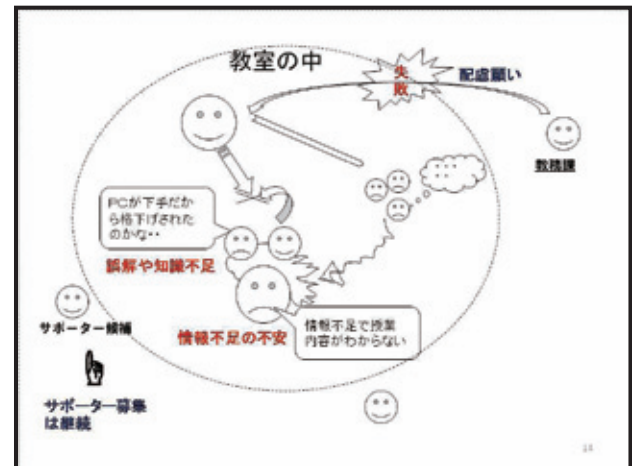 教室の中
失
敗
配慮願い
教務課
PCが下手だか
ら格下げされた
のかな・・
誤解や知識不足
サポーター候補
情報不足の不安
情報不足で授業
内容がわからない
サポーター募集
は継続